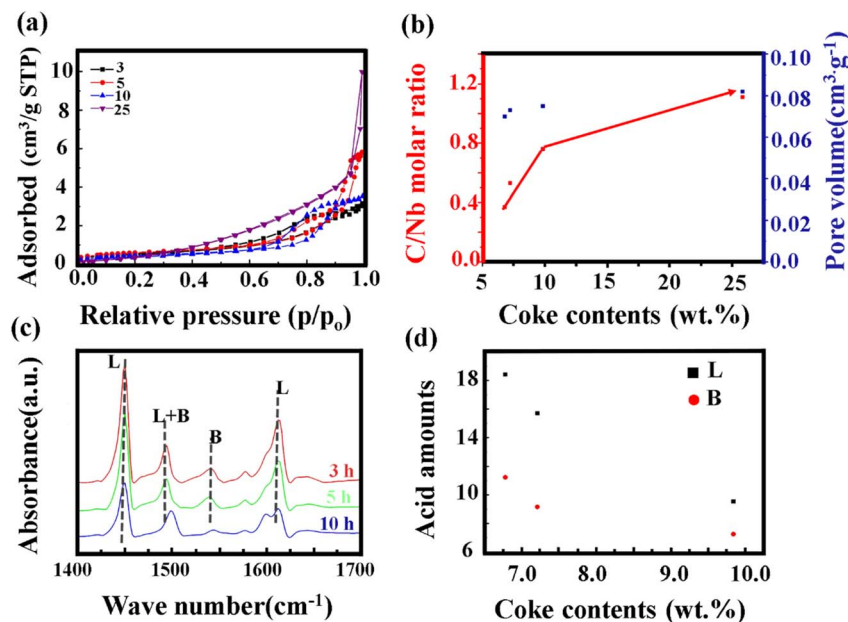 (a)
Adsorbed (cm³/g STP)
10
8
6
4
2
0
3
5
10
25
0.0 0.2 0.4 0.6 0.8 1.0
Relative pressure (p/pₒ)
(b)
C/Nb molar ratio
1.2
0.8
0.4
0.0
0.10
0.08
0.06
0.04
0.02
0.00
Pore volume(cm³·g⁻¹)
5 10 15 20 25
Coke contents (wt.%)
(c)
Absorbance(a.u.)
L
L+B
B
L
3 h
5 h
10 h
1400 1500 1600 1700
Wave number(cm⁻¹)
(d)
Acid amounts
18
14
10
6
L
B
7.0 8.0 9.0 10.0
Coke contents (wt.%)